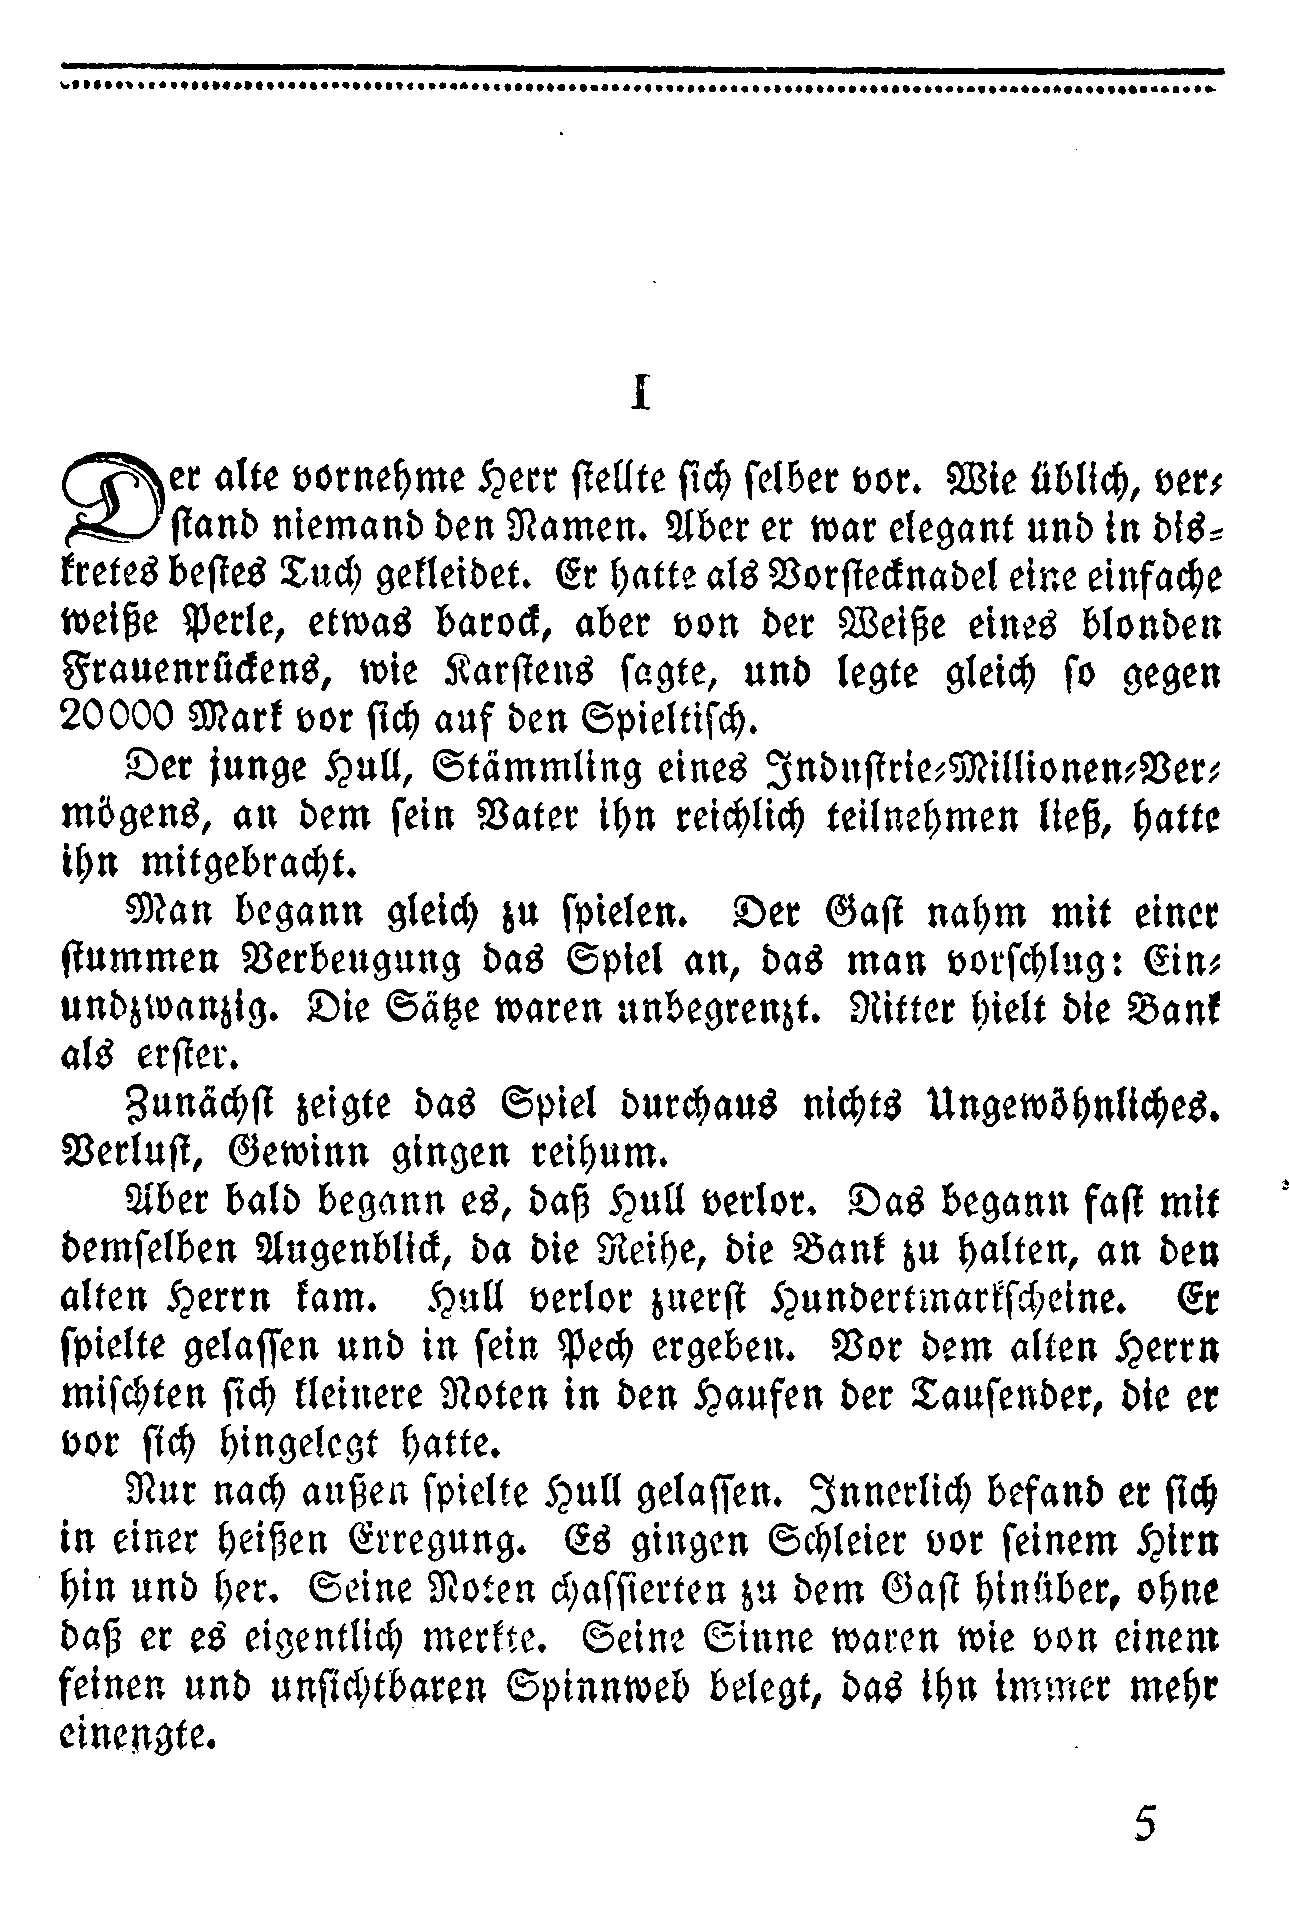 I
Der alte vornehme Herr stellte sich selber vor. Wie üblich, ver-
stand niemand den Namen. Aber er war elegant und in dis-
kretes bestes Tuch gekleidet. Er hatte als Vorstecknadel eine einfache
weiße Perle, etwas barock, aber von der Weiße eines blonden
Frauenrückens, wie Karstens sagte, und legte gleich so gegen
20000 Mark vor sich auf den Spieltisch.
Der junge Hull, Stämmling eines Industrie-Millionen-Ver-
mögens, an dem sein Vater ihn reichlich teilnehmen ließ, hatte
ihn mitgebracht.
Man begann gleich zu spielen. Der Gast nahm mit einer
stummen Verbeugung das Spiel an, das man vorschlug: Ein-
undzwanzig. Die Sätze waren unbegrenzt. Ritter hielt die Bank
als erster.
Zunächst zeigte das Spiel durchaus nichts Ungewöhnliches.
Verlust, Gewinn gingen reihum.
Aber bald begann es, daß Hull verlor. Das begann fast mit
demselben Augenblick, da die Reihe, die Bank zu halten, an den
alten Herrn kam. Hull verlor zuerst Hundertmarkscheine. Er
spielte gelassen und in sein Pech ergeben. Vor dem alten Herrn
mischten sich kleinere Noten in den Haufen der Tausender, die er
vor sich hingelegt hatte.
Nur nach außen spielte Hull gelassen. Innerlich befand er sich
in einer heißen Erregung. Es gingen Schleier vor seinem Hirn
hin und her. Seine Noten chassierten zu dem Gast hinüber, ohne
daß er es eigentlich merkte. Seine Sinne waren wie von einem
feinen und unsichtbaren Spinnweb belegt, das ihn immer mehr
einengte.
5